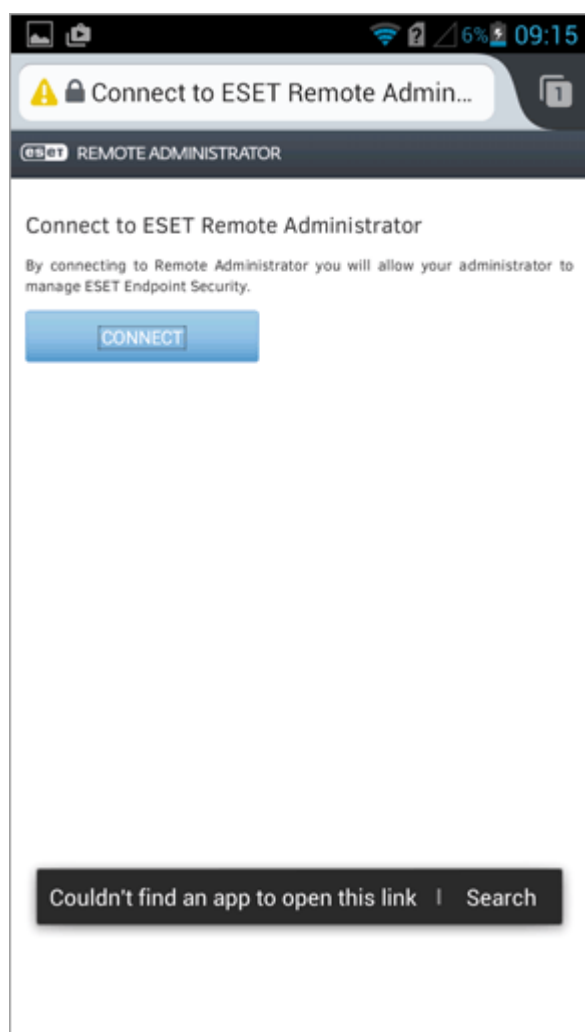 6% 09:15
Connect to ESET Remote Admin...
1
eset REMOTE ADMINISTRATOR
Connect to ESET Remote Administrator
By connecting to Remote Administrator you will allow your administrator to
manage ESET Endpoint Security.
CONNECT
Couldn't find an app to open this link | Search